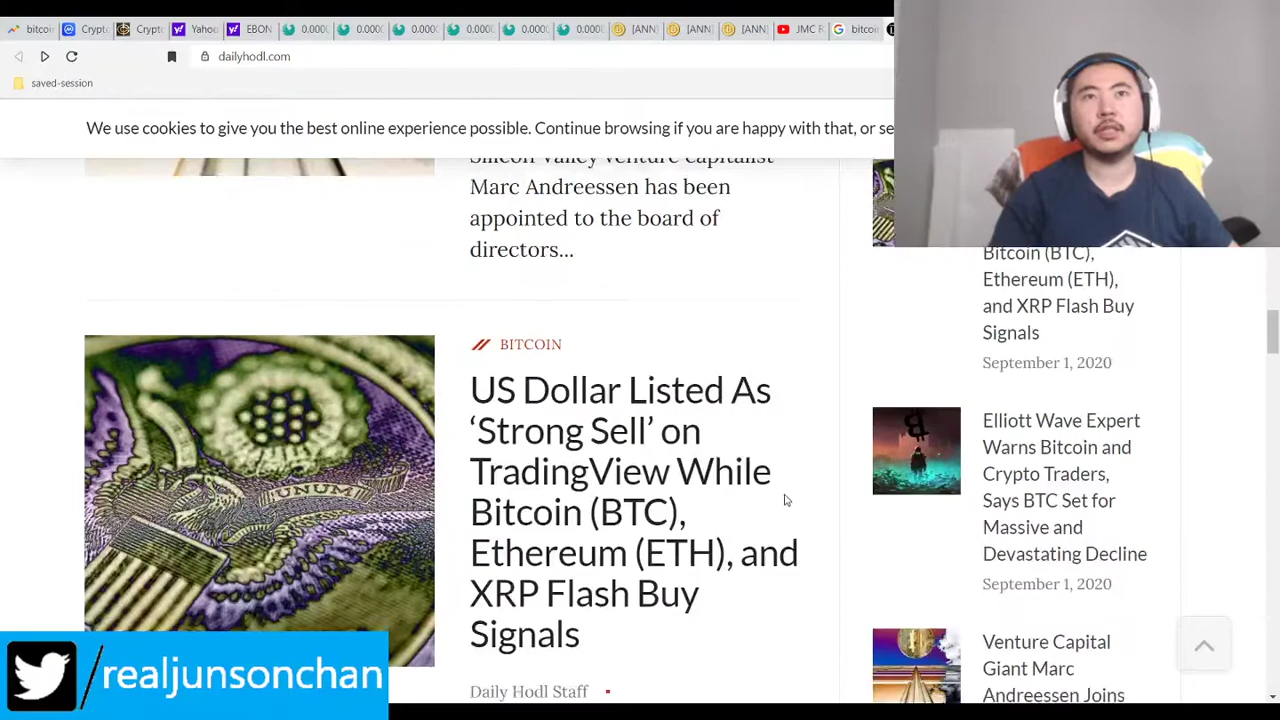 bitcoin
Crypto
Crypto
Yahoo
EBON
0.000
0.000
0.000
0.000
0.000
0.000
[ANN
[ANN
[ANN
JMC R
bitcoi
dailyhodl.com
saved-session
We use cookies to give you the best online experience possible. Continue browsing if you are happy with that, or se
Silicon Valley venture capitalist
Marc Andreessen has been
appointed to the board of
directors...
BITCOIN
US Dollar Listed As
‘Strong Sell’ on
TradingView While
Bitcoin (BTC),
Ethereum (ETH), and
XRP Flash Buy
Signals
Daily Hodl Staff
UNUM
Bitcoin (BTC),
Ethereum (ETH),
and XRP Flash Buy
Signals
September 1, 2020
Elliott Wave Expert
Warns Bitcoin and
Crypto Traders,
Says BTC Set for
Massive and
Devastating Decline
September 1, 2020
Venture Capital
Giant Marc
Andreessen Joins
/realjunsonchan